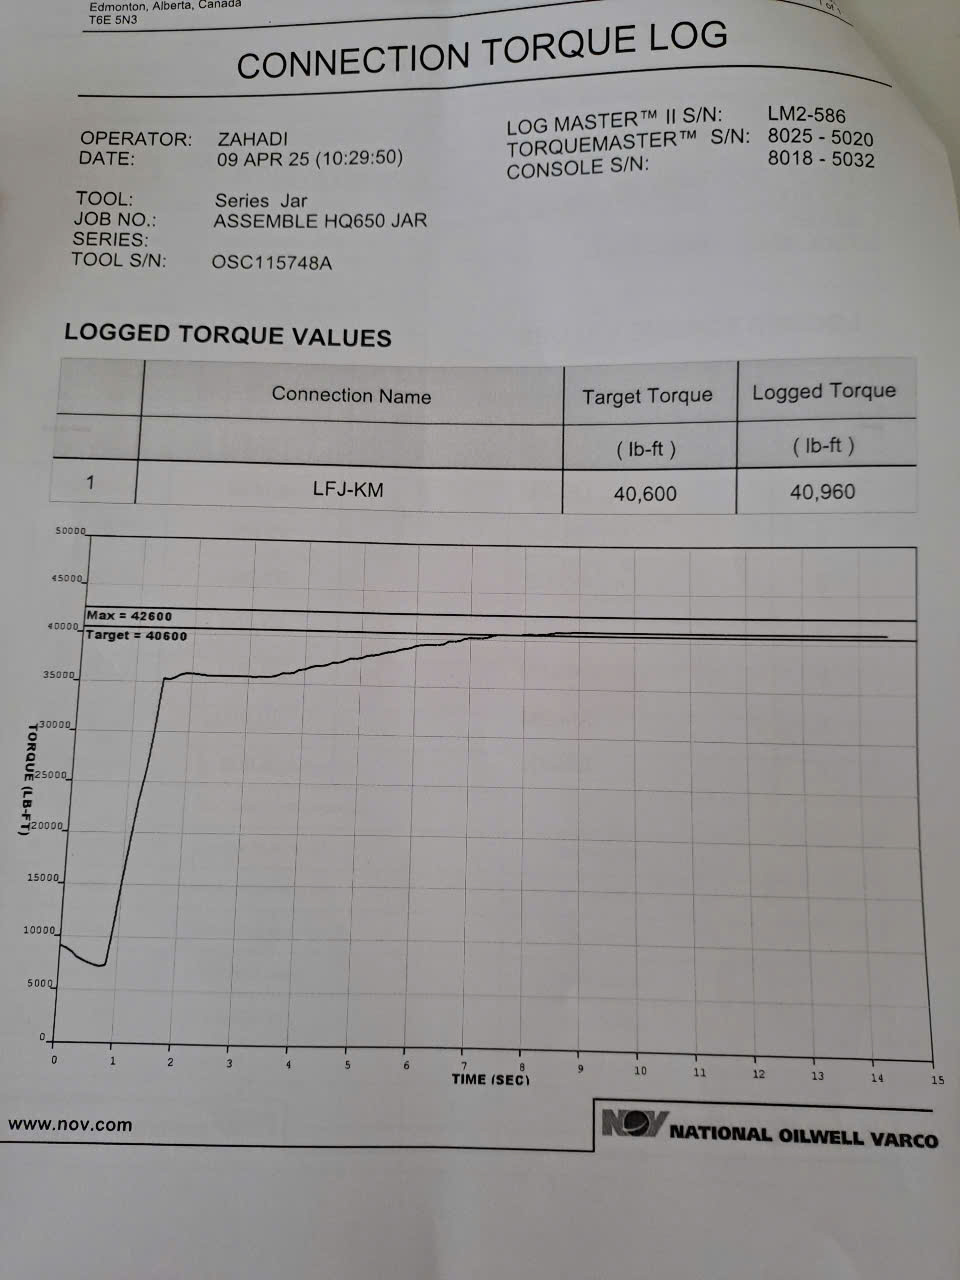 Edmonton, Alberta, Canada
T6E 5N3
CONNECTION TORQUE LOG
OPERATOR: ZAHADI
DATE: 09 APR 25 (10:29:50)
LOG MASTER™ II S/N: LM2-586
TORQUEMASTER™ S/N: 8025 - 5020
CONSOLE S/N: 8018 - 5032
TOOL: Series Jar
JOB NO.: ASSEMBLE HQ650 JAR
SERIES:
TOOL S/N: OSC115748A
LOGGED TORQUE VALUES
Connection Name Target Torque Logged Torque
( lb-ft ) ( lb-ft )
1 LFJ-KM 40,600 40,960
50000
45000
Max = 42600
40000
Target = 40600
35000
30000
25000
20000
15000
10000
5000
0
TORQUE (LB-FT)
0 1 2 3 4 5 6 7 8 9 10 11 12 13 14 15
TIME (SEC)
www.nov.com
NOV NATIONAL OILWELL VARCO